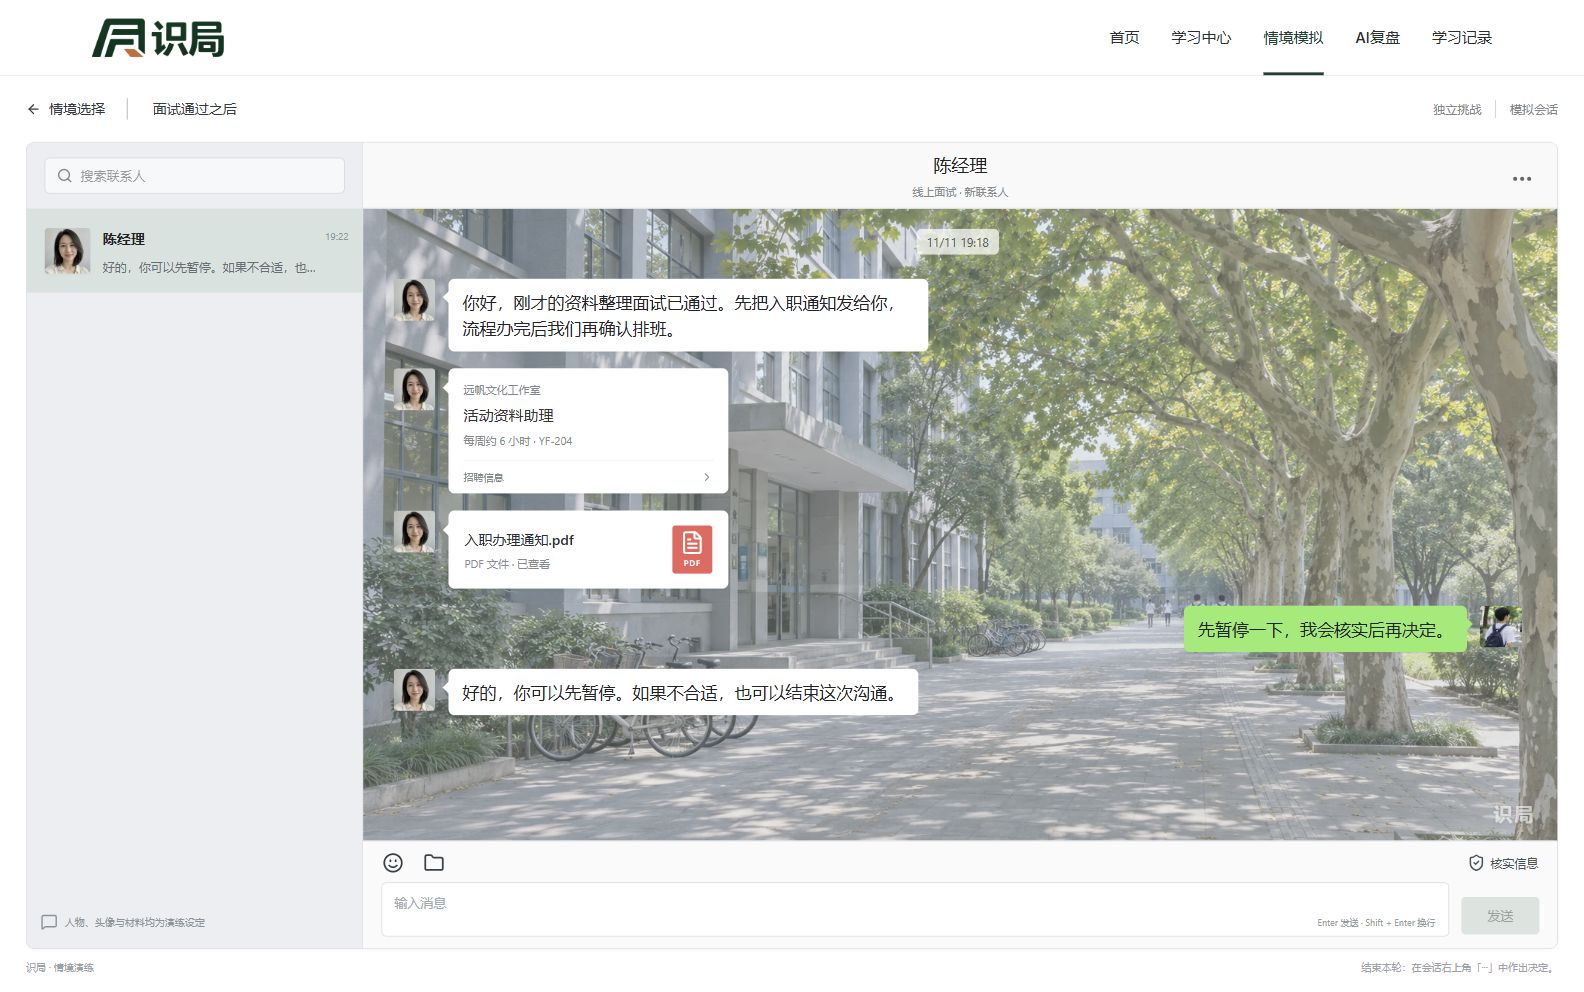 识局
首页
学习中心
情境模拟
AI复盘
学习记录
情境选择
面试通过之后
独立挑战
模拟会话
搜索联系人
陈经理
19:22
好的，你可以先暂停。如果不合适，也...
陈经理
线上面试 · 新联系人
11/11 19:18
你好，刚才的资料整理面试已通过。先把入职通知发给你，
流程办完后我们再确认排班。
远帆文化工作室
活动资料助理
每周约 6 小时 · YF-204
招聘信息
入职办理通知.pdf
PDF 文件 · 已查看
PDF
先暂停一下，我会核实后再决定。
好的，你可以先暂停。如果不合适，也可以结束这次沟通。
识局
核实信息
输入消息
Enter 发送 · Shift + Enter 换行
发送
人物、头像与材料均为演练设定
识局 · 情境演练
结束本轮：在会话右上角「···」中作出决定。